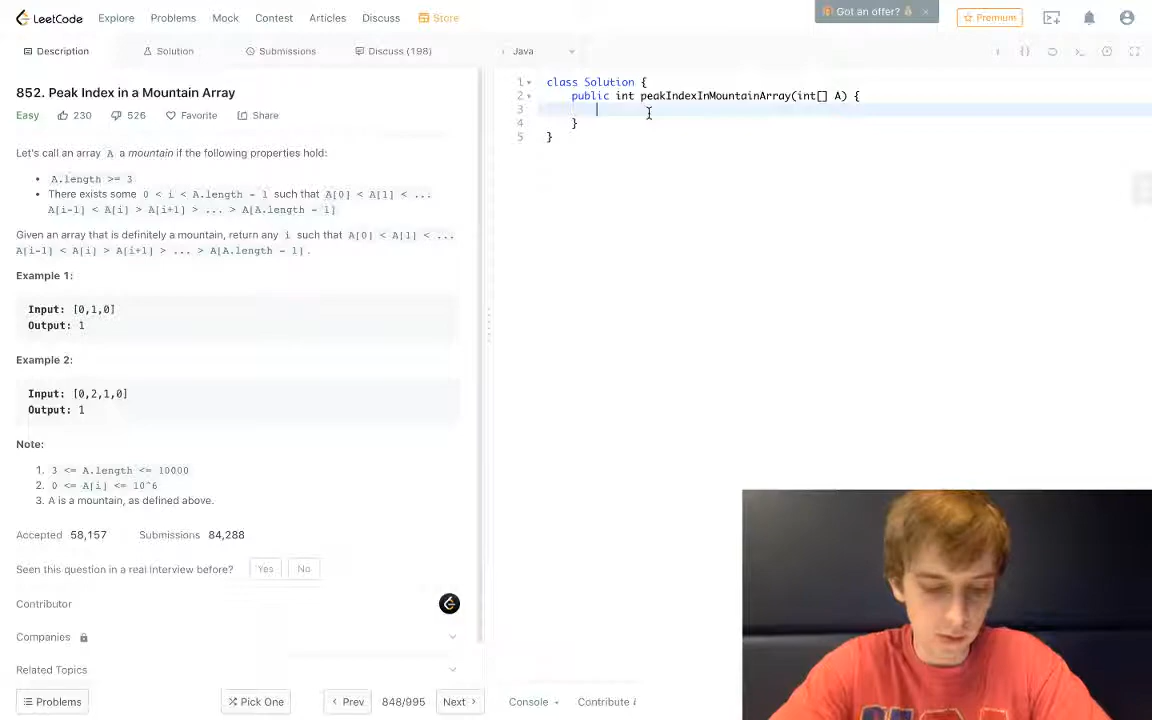 LeetCode Explore Problems Mock Contest Articles Discuss Store Got an offer? × Premium
Description Solution Submissions Discuss (198) Java
852. Peak Index in a Mountain Array
Easy 230 526 Favorite Share
Let's call an array A a mountain if the following properties hold:
• A.length >= 3
• There exists some 0 < i < A.length - 1 such that A[0] < A[1] < ...
A[i-1] < A[i] > A[i+1] > ... > A[A.length - 1]
Given an array that is definitely a mountain, return any i such that A[0] < A[1] < ...
A[i-1] < A[i] > A[i+1] > ... > A[A.length - 1].
Example 1:
Input: [0,1,0]
Output: 1
Example 2:
Input: [0,2,1,0]
Output: 1
Note:
1. 3 <= A.length <= 10000
2. 0 <= A[i] <= 10^6
3. A is a mountain, as defined above.
Accepted 58,157 Submissions 84,288
Seen this question in a real interview before? Yes No
Contributor
Companies
Related Topics
Problems Pick One < Prev 848/995 Next >
1 class Solution {
2 public int peakIndexInMountainArray(int[] A) {
3
4 }
5 }
Console Contribute i